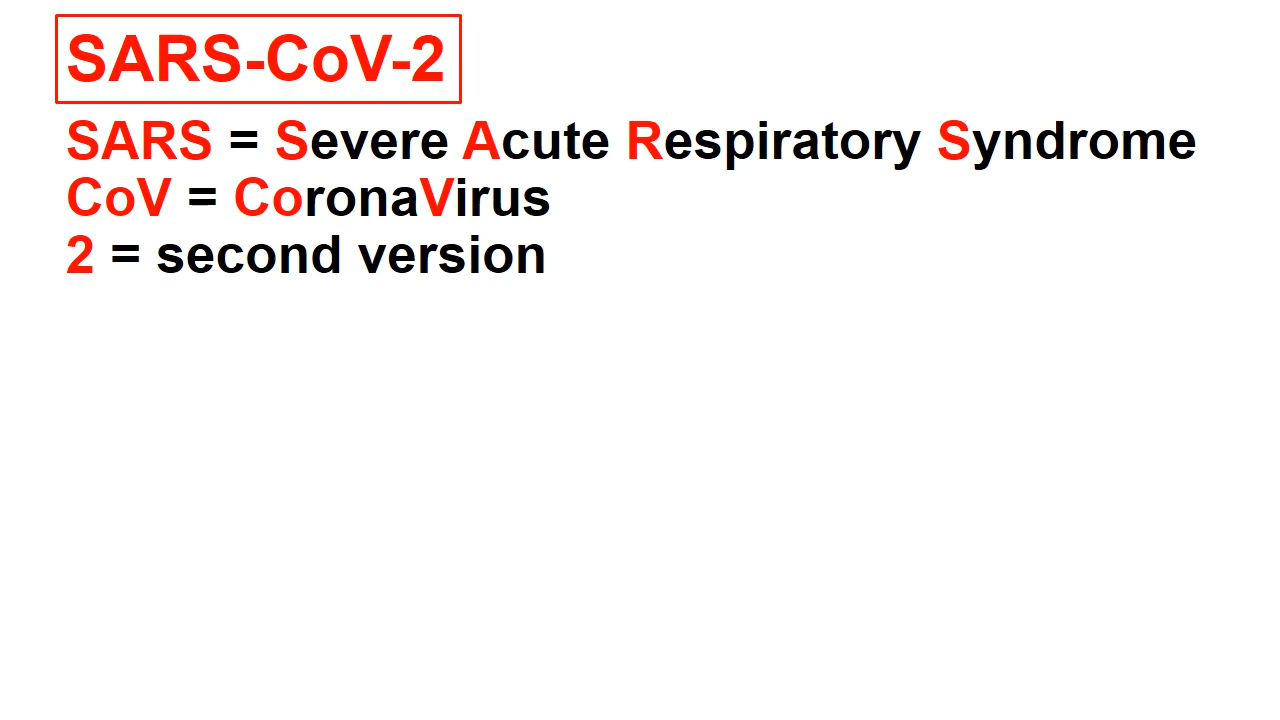 SARS-CoV-2
SARS = Severe Acute Respiratory Syndrome
CoV = CoronaVirus
2 = second version